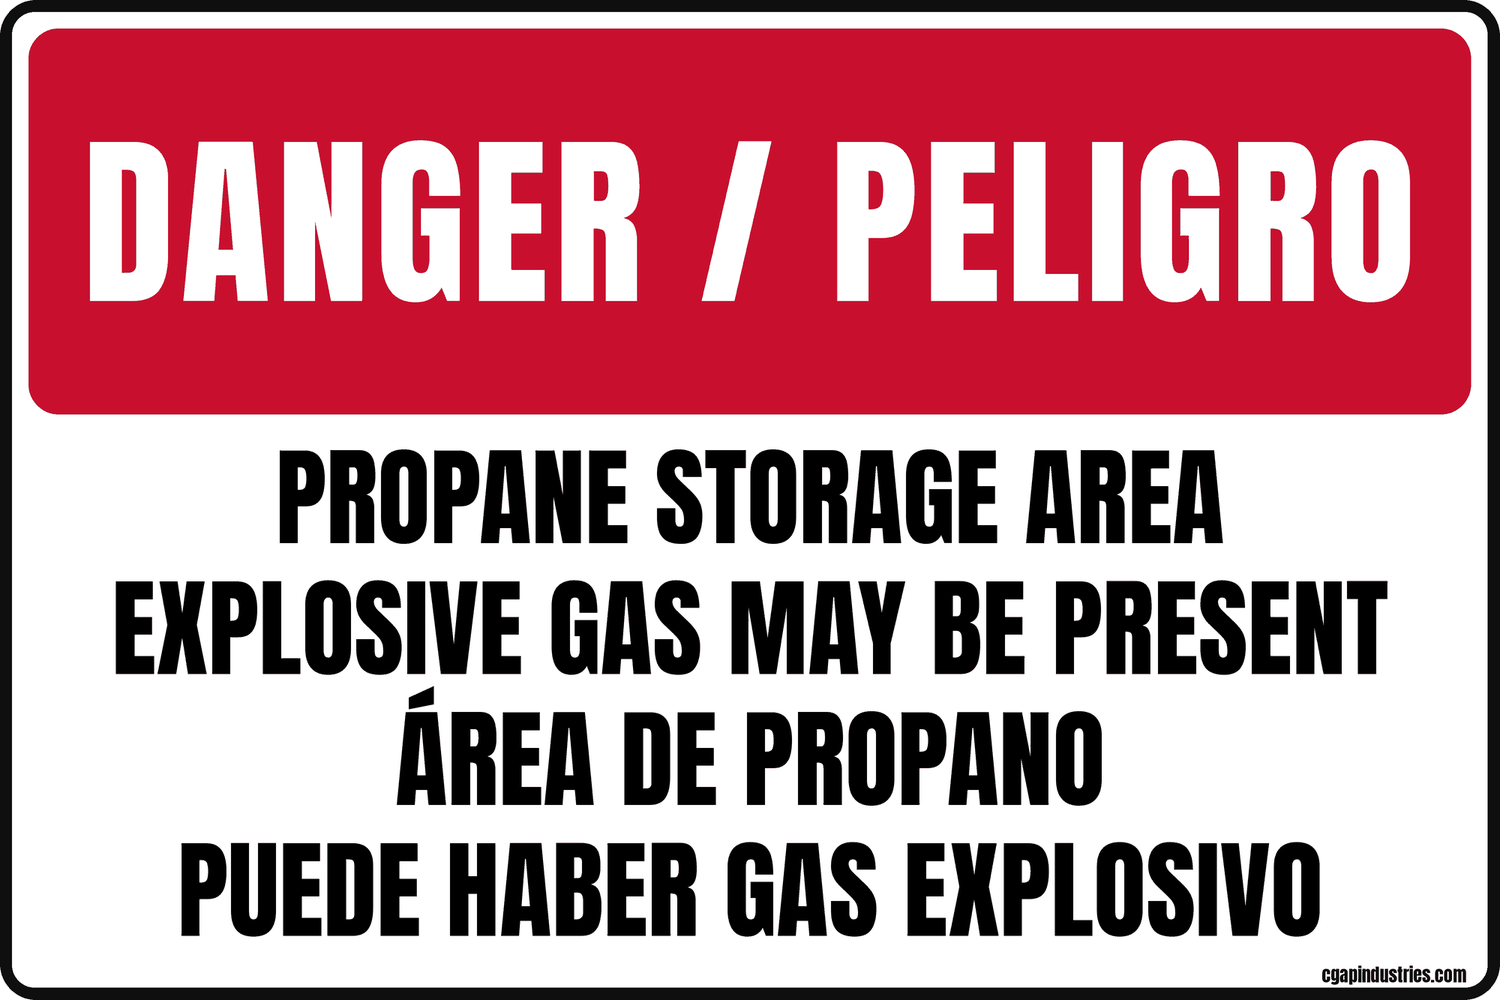 DANGER / PELIGRO
PROPANE STORAGE AREA
EXPLOSIVE GAS MAY BE PRESENT
ÁREA DE PROPANO
PUEDE HABER GAS EXPLOSIVO
cgapindustries.com